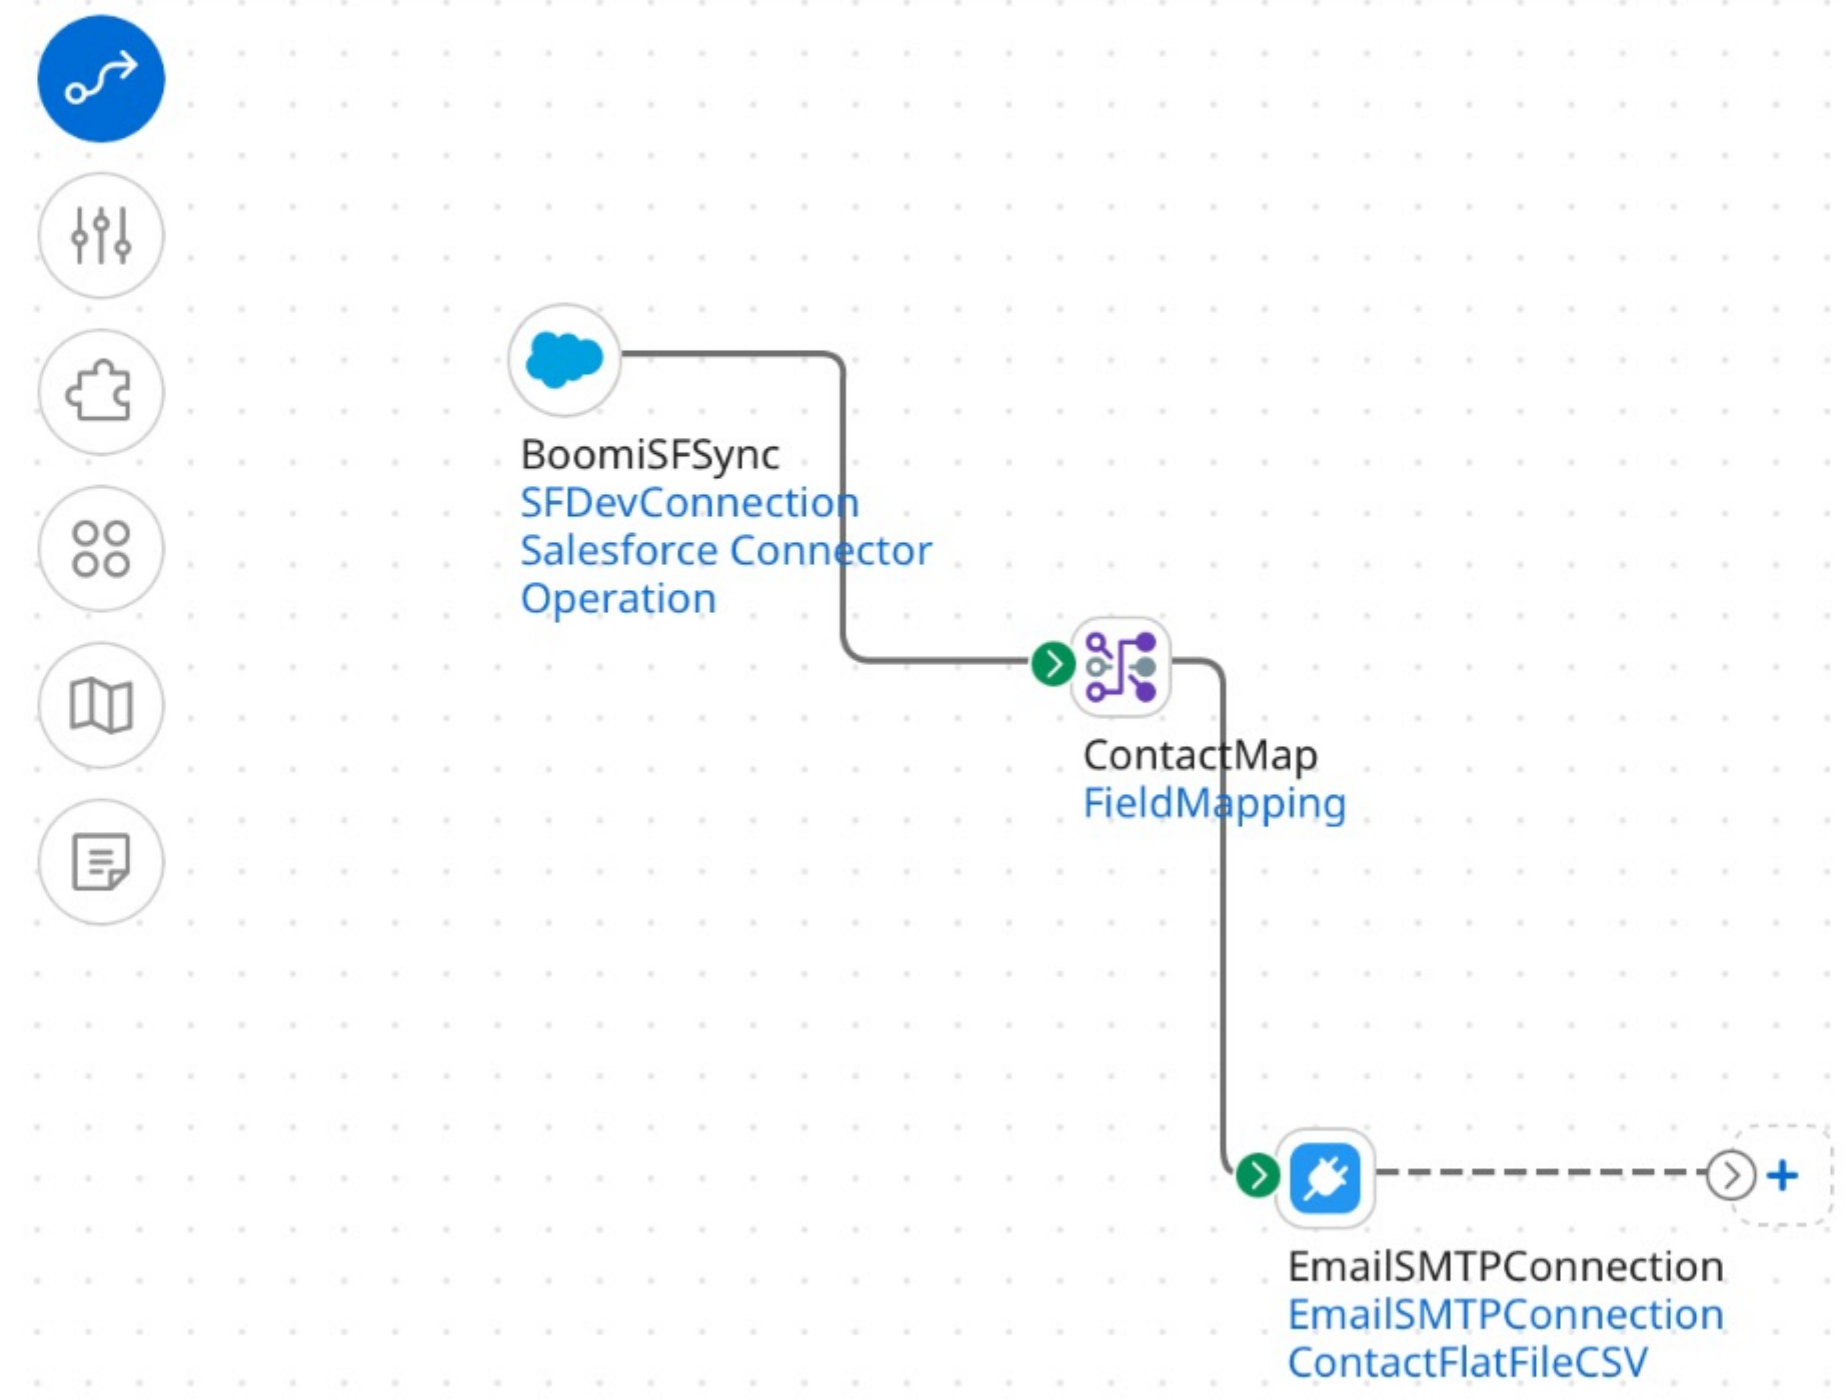 BoomiSFSync
SFDevConnection
Salesforce Connector
Operation
ContactMap
FieldMapping
EmailSMTPConnection
EmailSMTPConnection
ContactFlatFileCSV